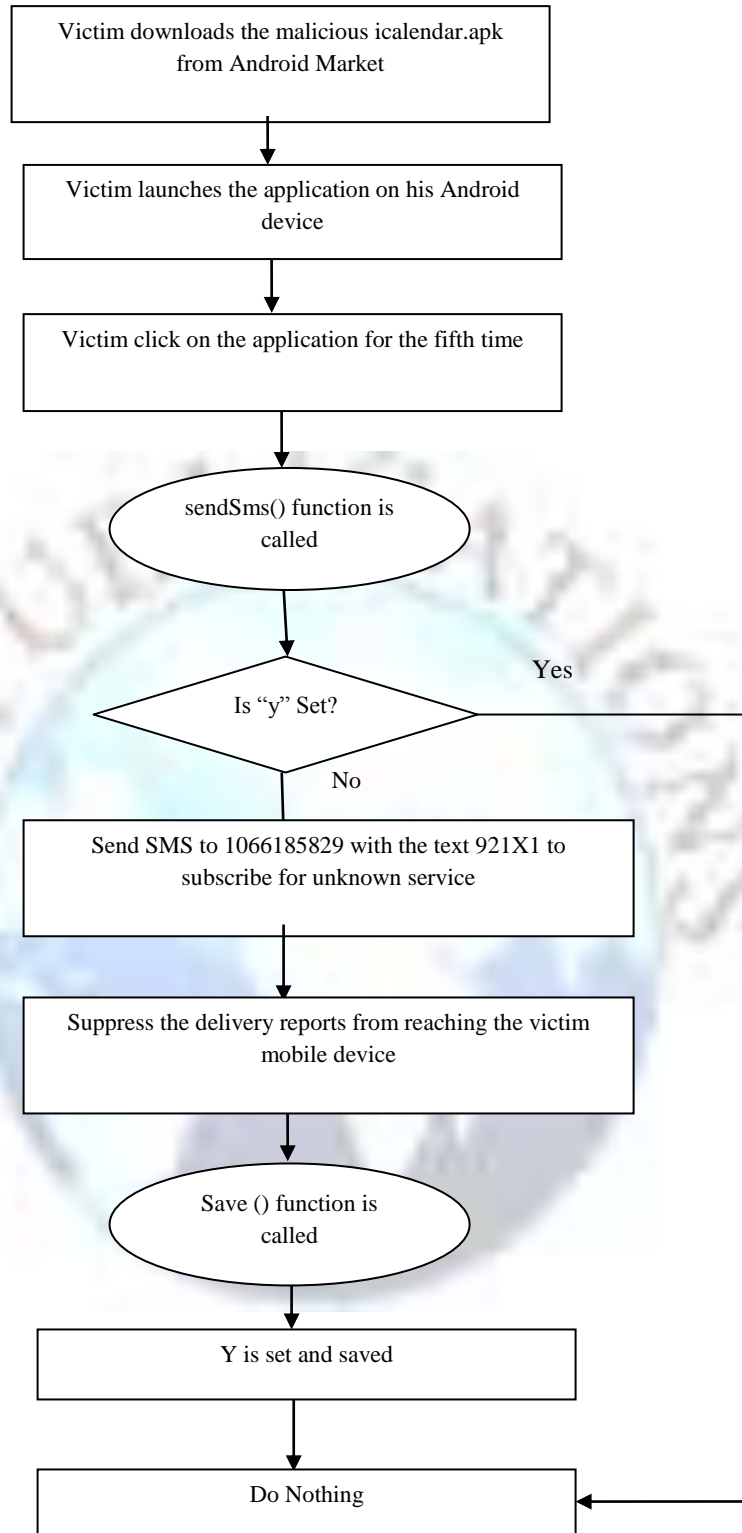 Victim downloads the malicious icalendar.apk
from Android Market
Victim launches the application on his Android
device
Victim click on the application for the fifth time
sendSms() function is
called
Is “y” Set?
Yes
No
Send SMS to 1066185829 with the text 921X1 to
subscribe for unknown service
Suppress the delivery reports from reaching the victim
mobile device
Save () function is
called
Y is set and saved
Do Nothing